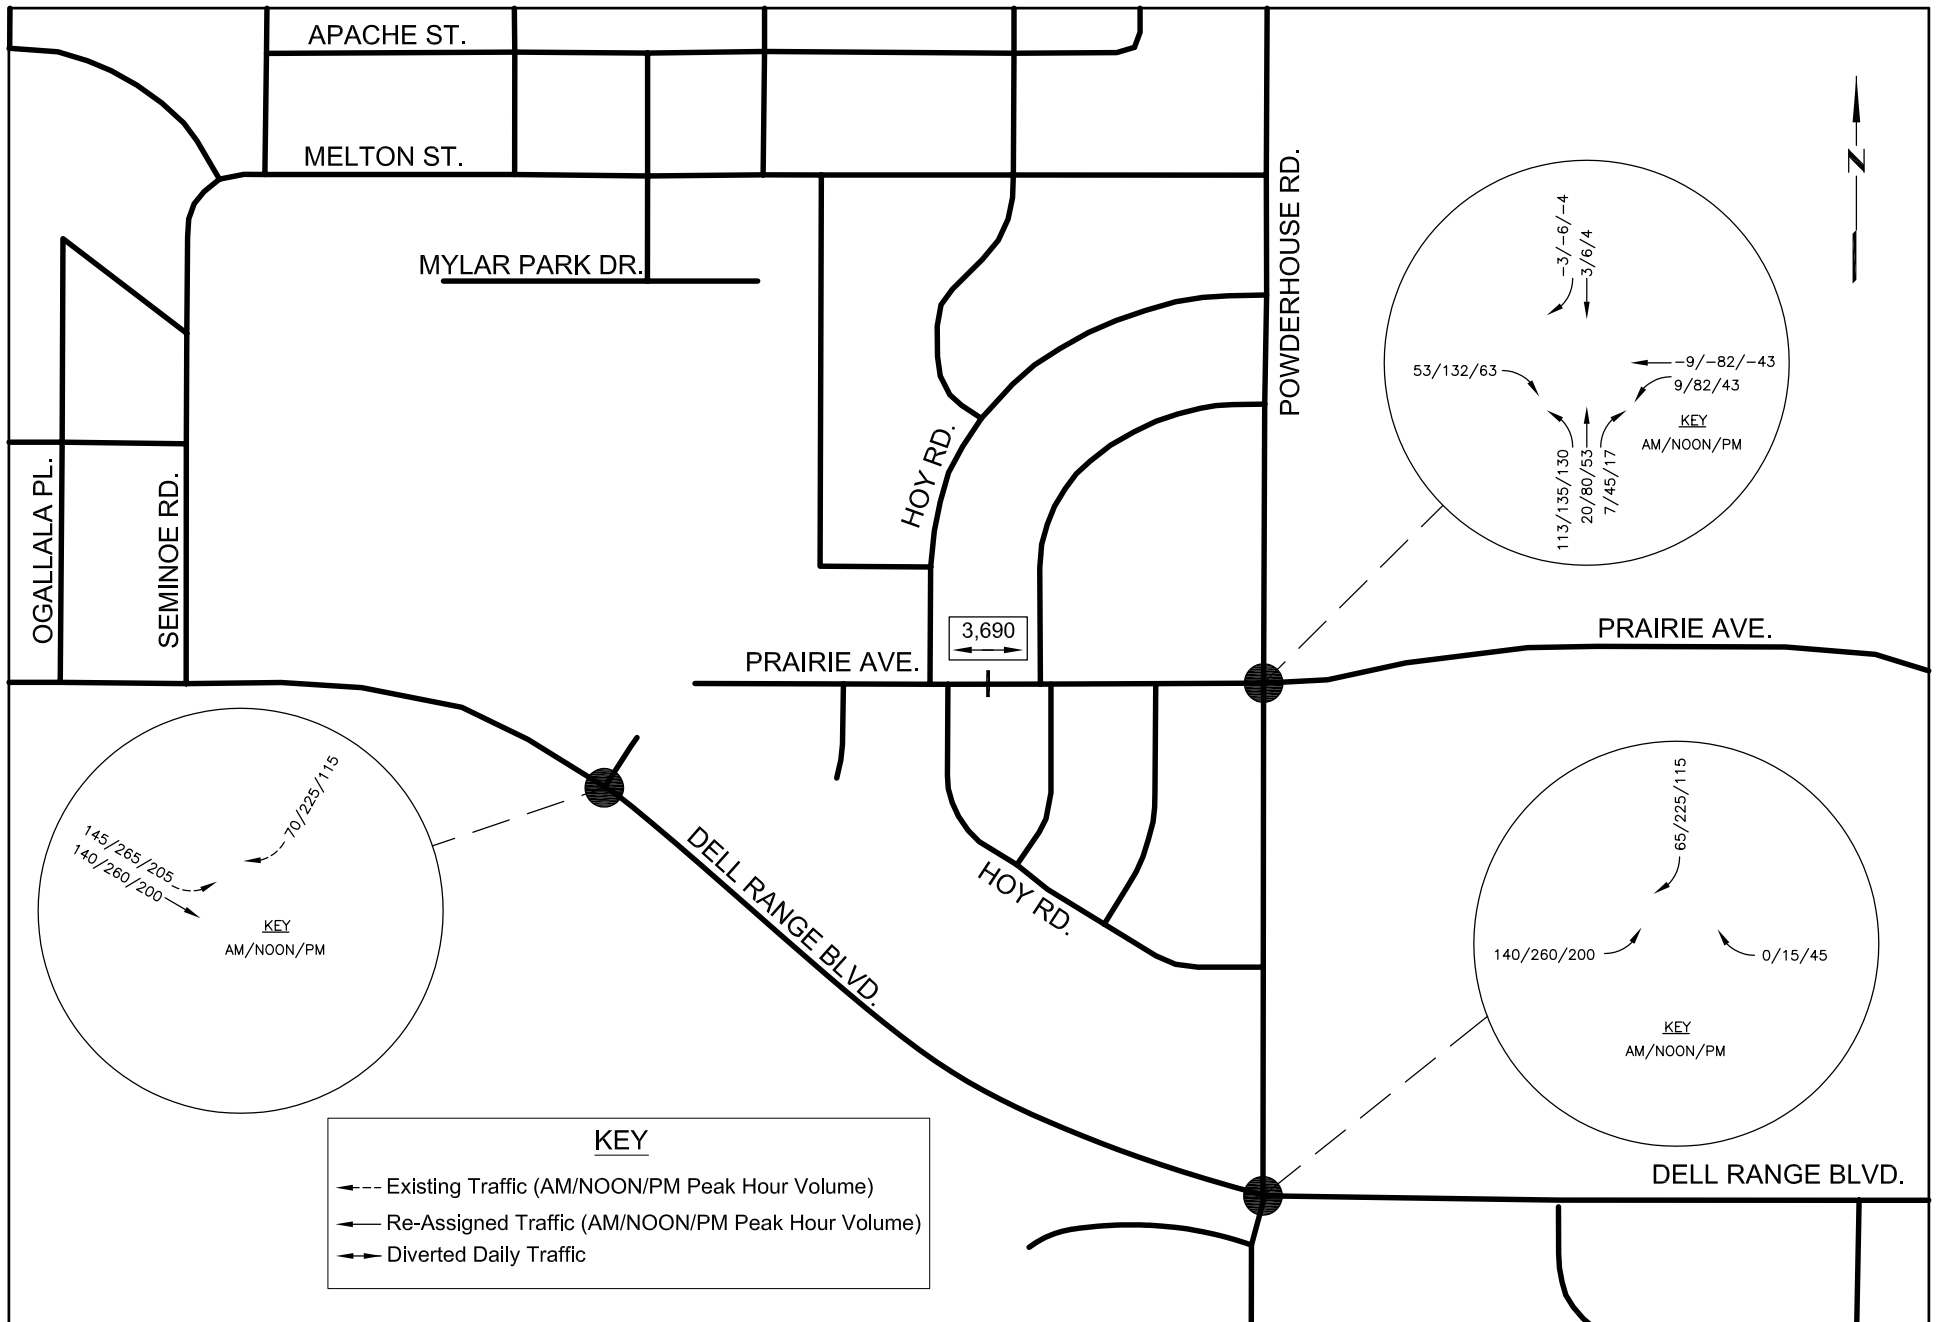 APACHE ST.
MELTON ST.
MYLAR PARK DR.
POWDERHOUSE RD.
N
-3/-6/-4
3/6/4
53/132/63
-9/-82/-43
9/82/43
KEY
AM/NOON/PM
113/135/130
20/80/53
7/45/17
HOY RD.
OGALLALA PL.
SEMINOE RD.
3,690
PRAIRIE AVE.
PRAIRIE AVE.
70/225/115
145/265/205
140/260/200
KEY
AM/NOON/PM
DELL RANGE BLVD.
HOY RD.
65/225/115
140/260/200
0/15/45
KEY
AM/NOON/PM
DELL RANGE BLVD.
KEY
Existing Traffic (AM/NOON/PM Peak Hour Volume)
Re-Assigned Traffic (AM/NOON/PM Peak Hour Volume)
Diverted Daily Traffic